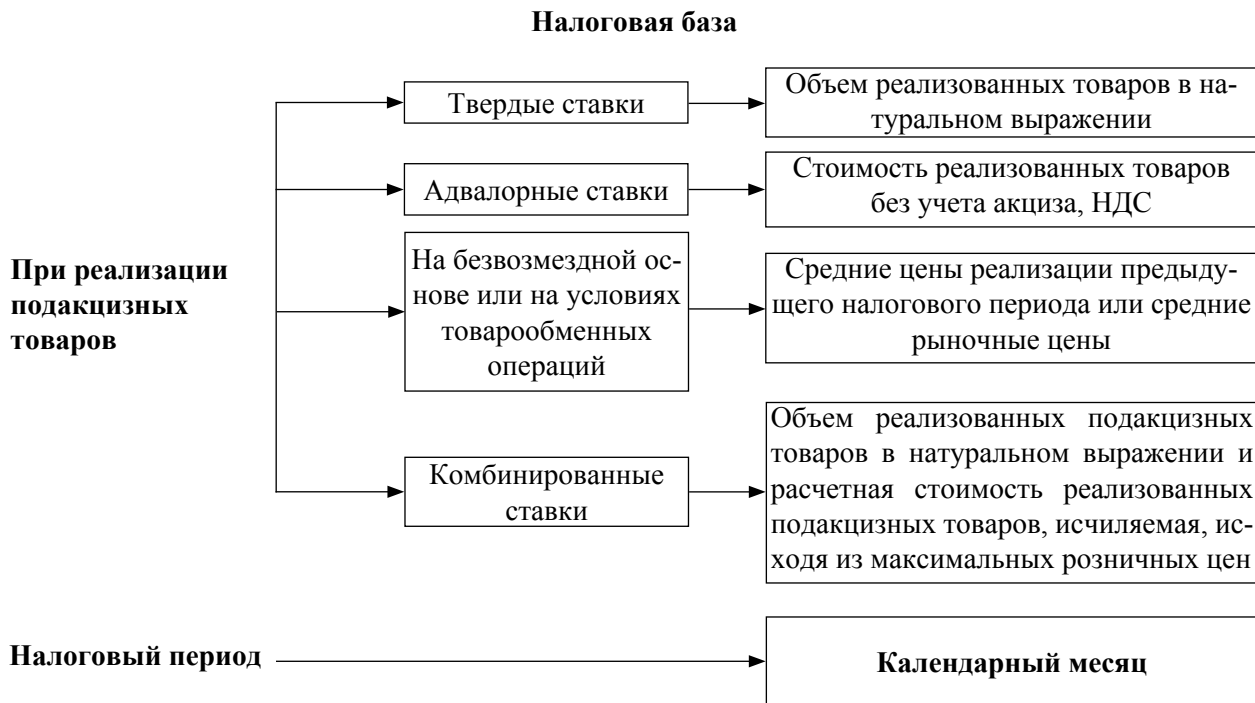 Налоговая база
Твердые ставки
Объем реализованных товаров в на-
туральном выражении
Адвалорные ставки
Стоимость реализованных товаров
без учета акциза, НДС
При реализации
подакцизных
товаров
На безвозмездной ос-
нове или на условиях
товарообменных
операций
Средние цены реализации предыду-
щего налогового периода или средние
рыночные цены
Комбинированные
ставки
Объем реализованных подакцизных
товаров в натуральном выражении и
расчетная стоимость реализованных
подакцизных товаров, исчиляемая, ис-
ходя из максимальных розничных цен
Налоговый период
Календарный месяц